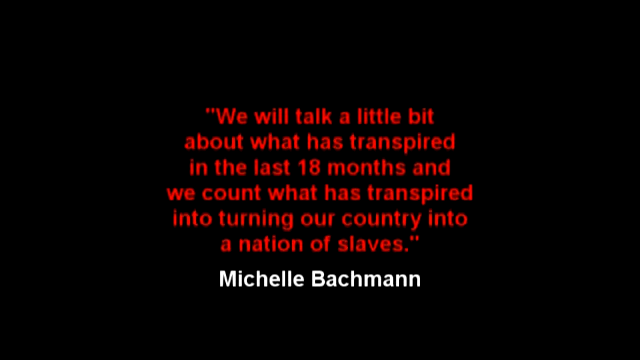 "We will talk a little bit
about what has transpired
in the last 18 months and
we count what has transpired
into turning our country into
a nation of slaves."
Michelle Bachmann